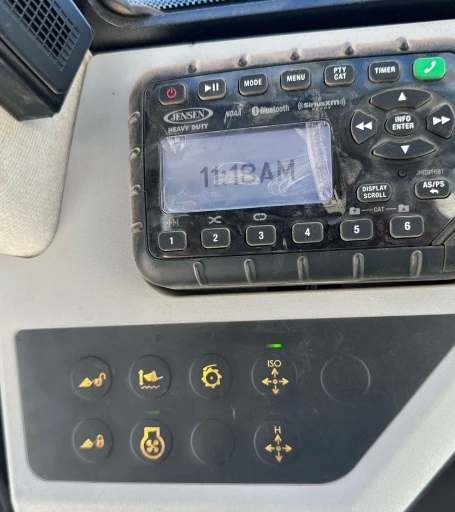 MODE
MENU
PTY
CAT
TIMER
JENSEN
HEAVY DUTY
NOAA
Bluetooth
((SiriusXM))
INFO
ENTER
11:18AM
DISPLAY
SCROLL
AS/PS
CAT
1
2
3
4
5
6
ISO
H